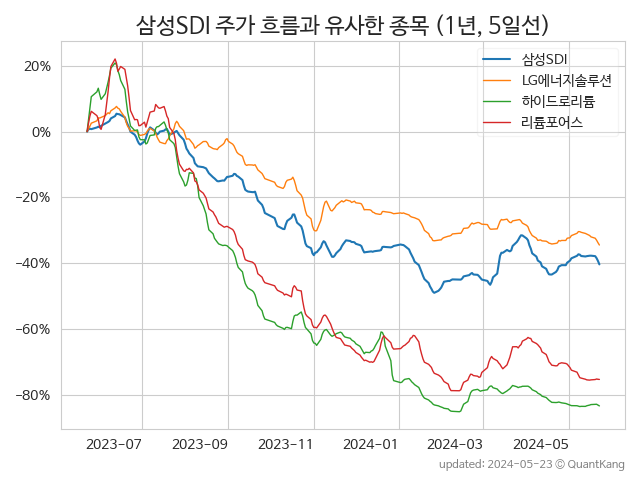 삼성SDI 주가 흐름과 유사한 종목 (1년, 5일선)
삼성SDI
LG에너지솔루션
하이드로리튬
리튬포어스
20%
0%
−20%
−40%
−60%
−80%
2023-07 2023-09 2023-11 2024-01 2024-03 2024-05
updated: 2024-05-23 © QuantKang